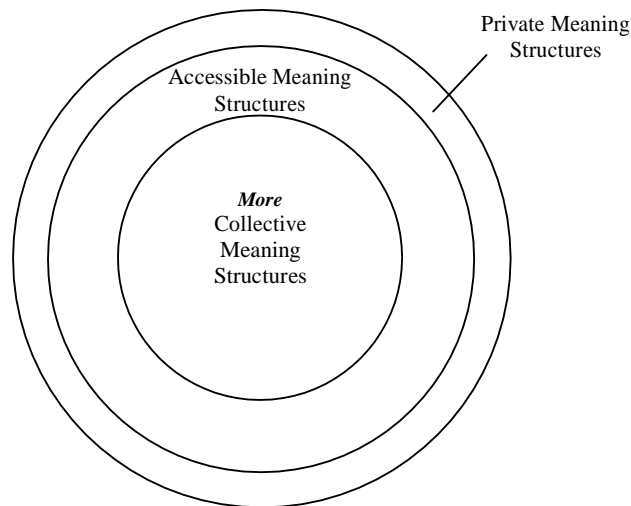 Private Meaning
Structures
Accessible Meaning
Structures
More
Collective
Meaning
Structures